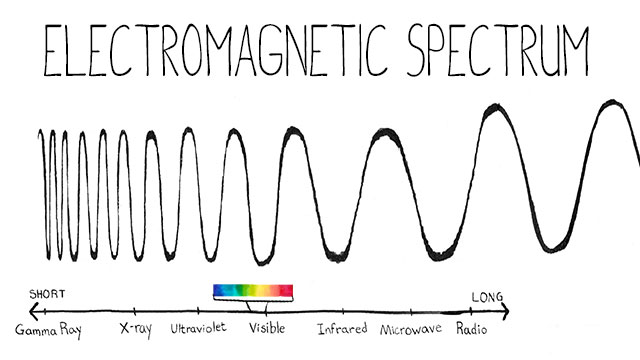 ELECTROMAGNETIC SPECTRUM
SHORT LONG
Gamma Ray X-ray Ultraviolet Visible Infrared Microwave Radio